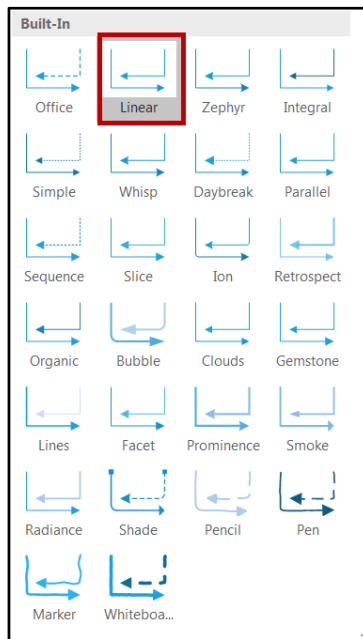 Built-In
Office Linear Zephyr Integral
Simple Whisp Daybreak Parallel
Sequence Slice Ion Retrospect
Organic Bubble Clouds Gemstone
Lines Facet Prominence Smoke
Radiance Shade Pencil Pen
Marker Whiteboa...